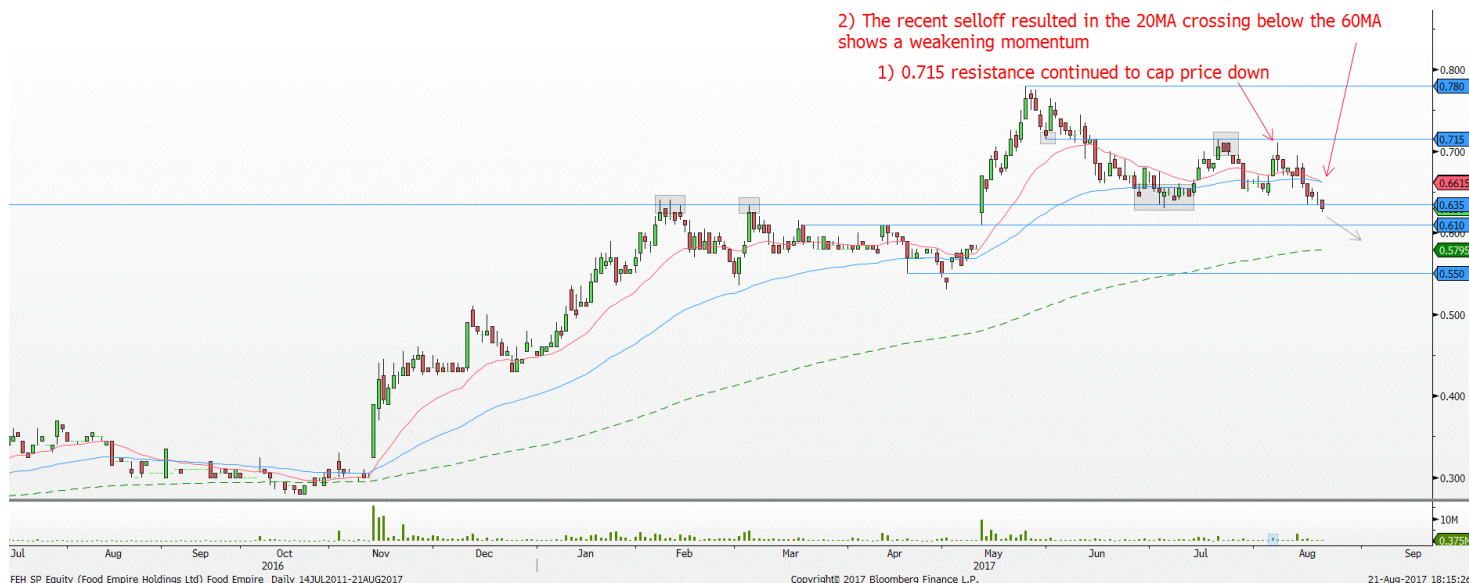 2) The recent selloff resulted in the 20MA crossing below the 60MA
shows a weakening momentum
1) 0.715 resistance continued to cap price down
0.800
0.780
0.715
0.700
0.6615
0.635
0.610
0.600
0.5799
0.550
0.500
0.400
0.300
10M
0.375M
Jul Aug Sep Oct Nov Dec Jan Feb Mar Apr May Jun Jul Aug Sep
2016 2017
FEH SP Equity (Food Empire Holdings Ltd) Food Empire Daily 14JUL2011-21AUG2017 Copyright© 2017 Bloomberg Finance L.P. 21-Aug-2017